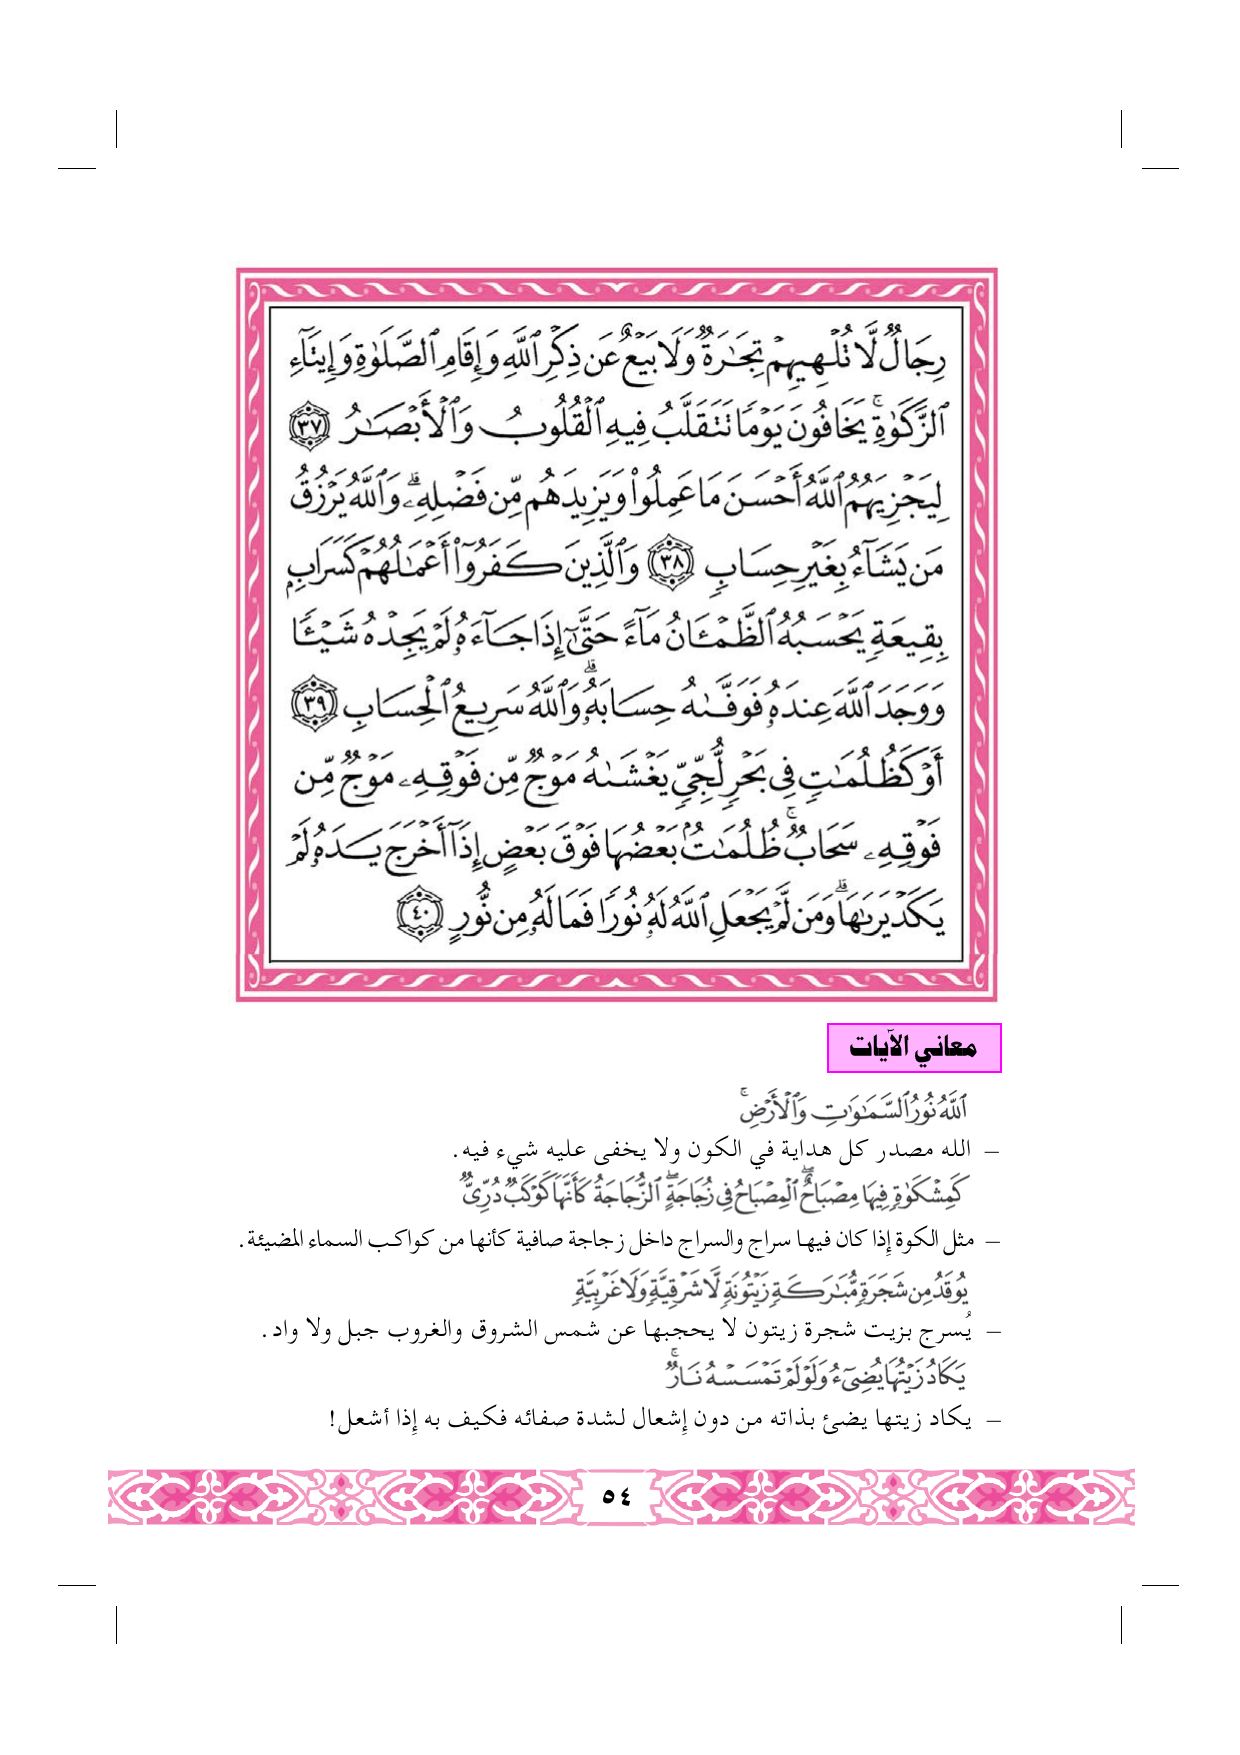 رِجَالٌ لَّا تُلْهِيهِمْ تِجَٰرَةٌ وَلَا بَيْعٌ عَن ذِكْرِ ٱللَّهِ وَإِقَامِ ٱلصَّلَوٰةِ وَإِيتَآءِ
ٱلزَّكَوٰةِ ۙ يَخَافُونَ يَوْمًا تَتَقَلَّبُ فِيهِ ٱلْقُلُوبُ وَٱلْأَبْصَٰرُ ٣٧
لِيَجْزِيَهُمُ ٱللَّهُ أَحْسَنَ مَا عَمِلُوا۟ وَيَزِيدَهُم مِّن فَضْلِهِۦ ۗ وَٱللَّهُ يَرْزُقُ
مَن يَشَآءُ بِغَيْرِ حِسَابٍ ٣٨ وَٱلَّذِينَ كَفَرُوٓا۟ أَعْمَٰلُهُمْ كَسَرَابٍۭ
بِقِيعَةٍ يَحْسَبُهُ ٱلظَّمْـَٔانُ مَآءً حَتَّىٰٓ إِذَا جَآءَهُۥ لَمْ يَجِدْهُ شَيْـًٔا
وَوَجَدَ ٱللَّهَ عِندَهُۥ فَوَفَّىٰهُ حِسَابَهُۥ ۗ وَٱللَّهُ سَرِيعُ ٱلْحِسَابِ ٣٩
أَوْ كَظُلُمَٰتٍ فِى بَحْرٍ لُّجِّىٍّ يَغْشَىٰهُ مَوْجٌ مِّن فَوْقِهِۦ مَوْجٌ مِّن
فَوْقِهِۦ سَحَابٌ ۚ ظُلُمَٰتٌۢ بَعْضُهَا فَوْقَ بَعْضٍ إِذَآ أَخْرَجَ يَدَهُۥ لَمْ
يَكَدْ يَرَىٰهَا ۗ وَمَن لَّمْ يَجْعَلِ ٱللَّهُ لَهُۥ نُورًا فَمَا لَهُۥ مِن نُّورٍ ٤٠
معاني الآيات
ٱللَّهُ نُورُ ٱلسَّمَٰوَٰتِ وَٱلْأَرْضِ ۚ
– الله مصدر كل هداية في الكون ولا يخفى عليه شيء فيه.
كَمِشْكَوٰةٍ فِيهَا مِصْبَاحٌ ۖ ٱلْمِصْبَاحُ فِى زُجَاجَةٍ ۖ ٱلزُّجَاجَةُ كَأَنَّهَا كَوْكَبٌ دُرِّىٌّ
– مثل الكوة إذا كان فيها سراج والسراج داخل زجاجة صافية كأنها من كواكب السماء المضيئة.
يُوقَدُ مِن شَجَرَةٍ مُّبَٰرَكَةٍ زَيْتُونَةٍ لَّا شَرْقِيَّةٍ وَلَا غَرْبِيَّةٍ
– يُسرج بزيت شجرة زيتون لا يحجبها عن شمس الشروق والغروب جبل ولا واد.
يَكَادُ زَيْتُهَا يُضِىٓءُ وَلَوْ لَمْ تَمْسَسْهُ نَارٌ ۚ
– يكاد زيتها يضئ بذاته من دون إشعال لشدة صفائه فكيف به إذا أشعل!
٥٤